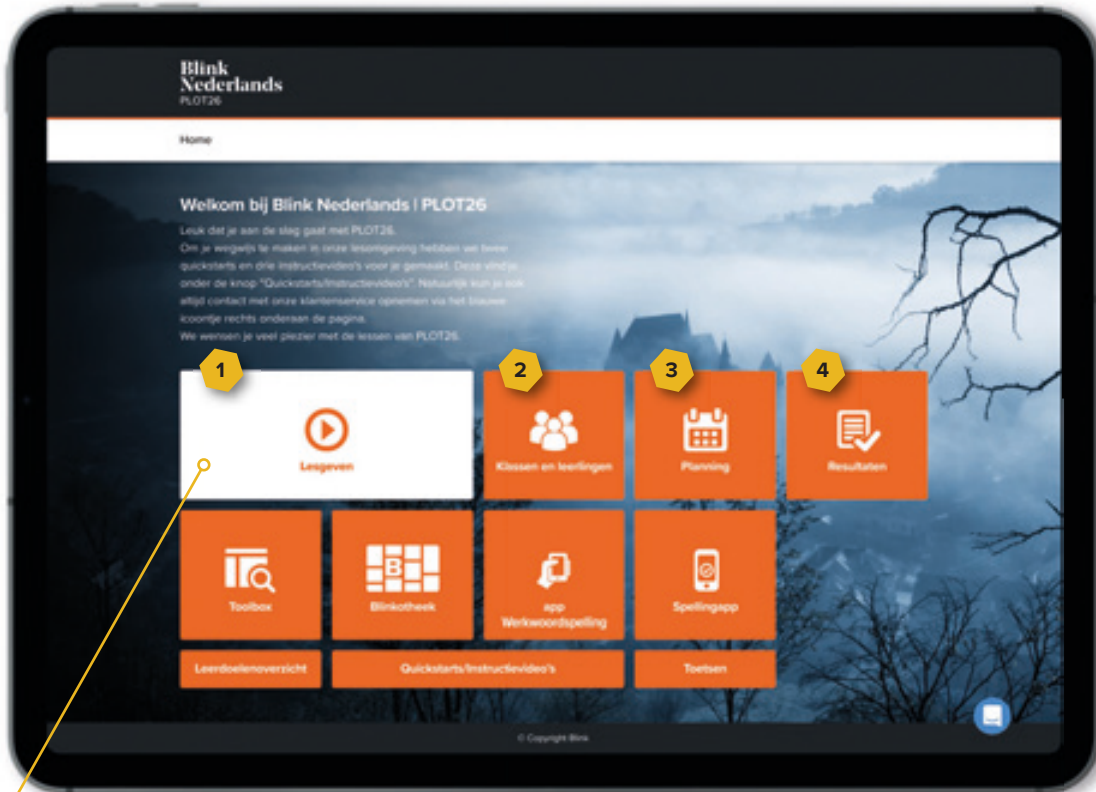 Blink
Nederlands
PLOT26
Home
Welkom bij Blink Nederlands | PLOT26
Leuk dat je aan de slag gaat met PLOT26.
Om je wegwijs te maken in onze lesomgeving hebben we twee
quickstarts en drie instructievideo's voor je gemaakt. Deze vind je
onder de knop "Quickstarts/Instructievideo's". Natuurlijk kun je ook
altijd contact met onze klantenservice opnemen via het blauwe
icoontje rechts onderaan de pagina.
We wensen je veel plezier met de lessen van PLOT26.
1
2
3
4
Lesgeven
Klassen en leerlingen
Planning
Resultaten
B
Toolbox
Blinkotheek
app
Werkwoordspelling
Spellingapp
Leerdoelenoverzicht
Quickstarts/Instructievideo's
Toetsen
© Copyright Blink